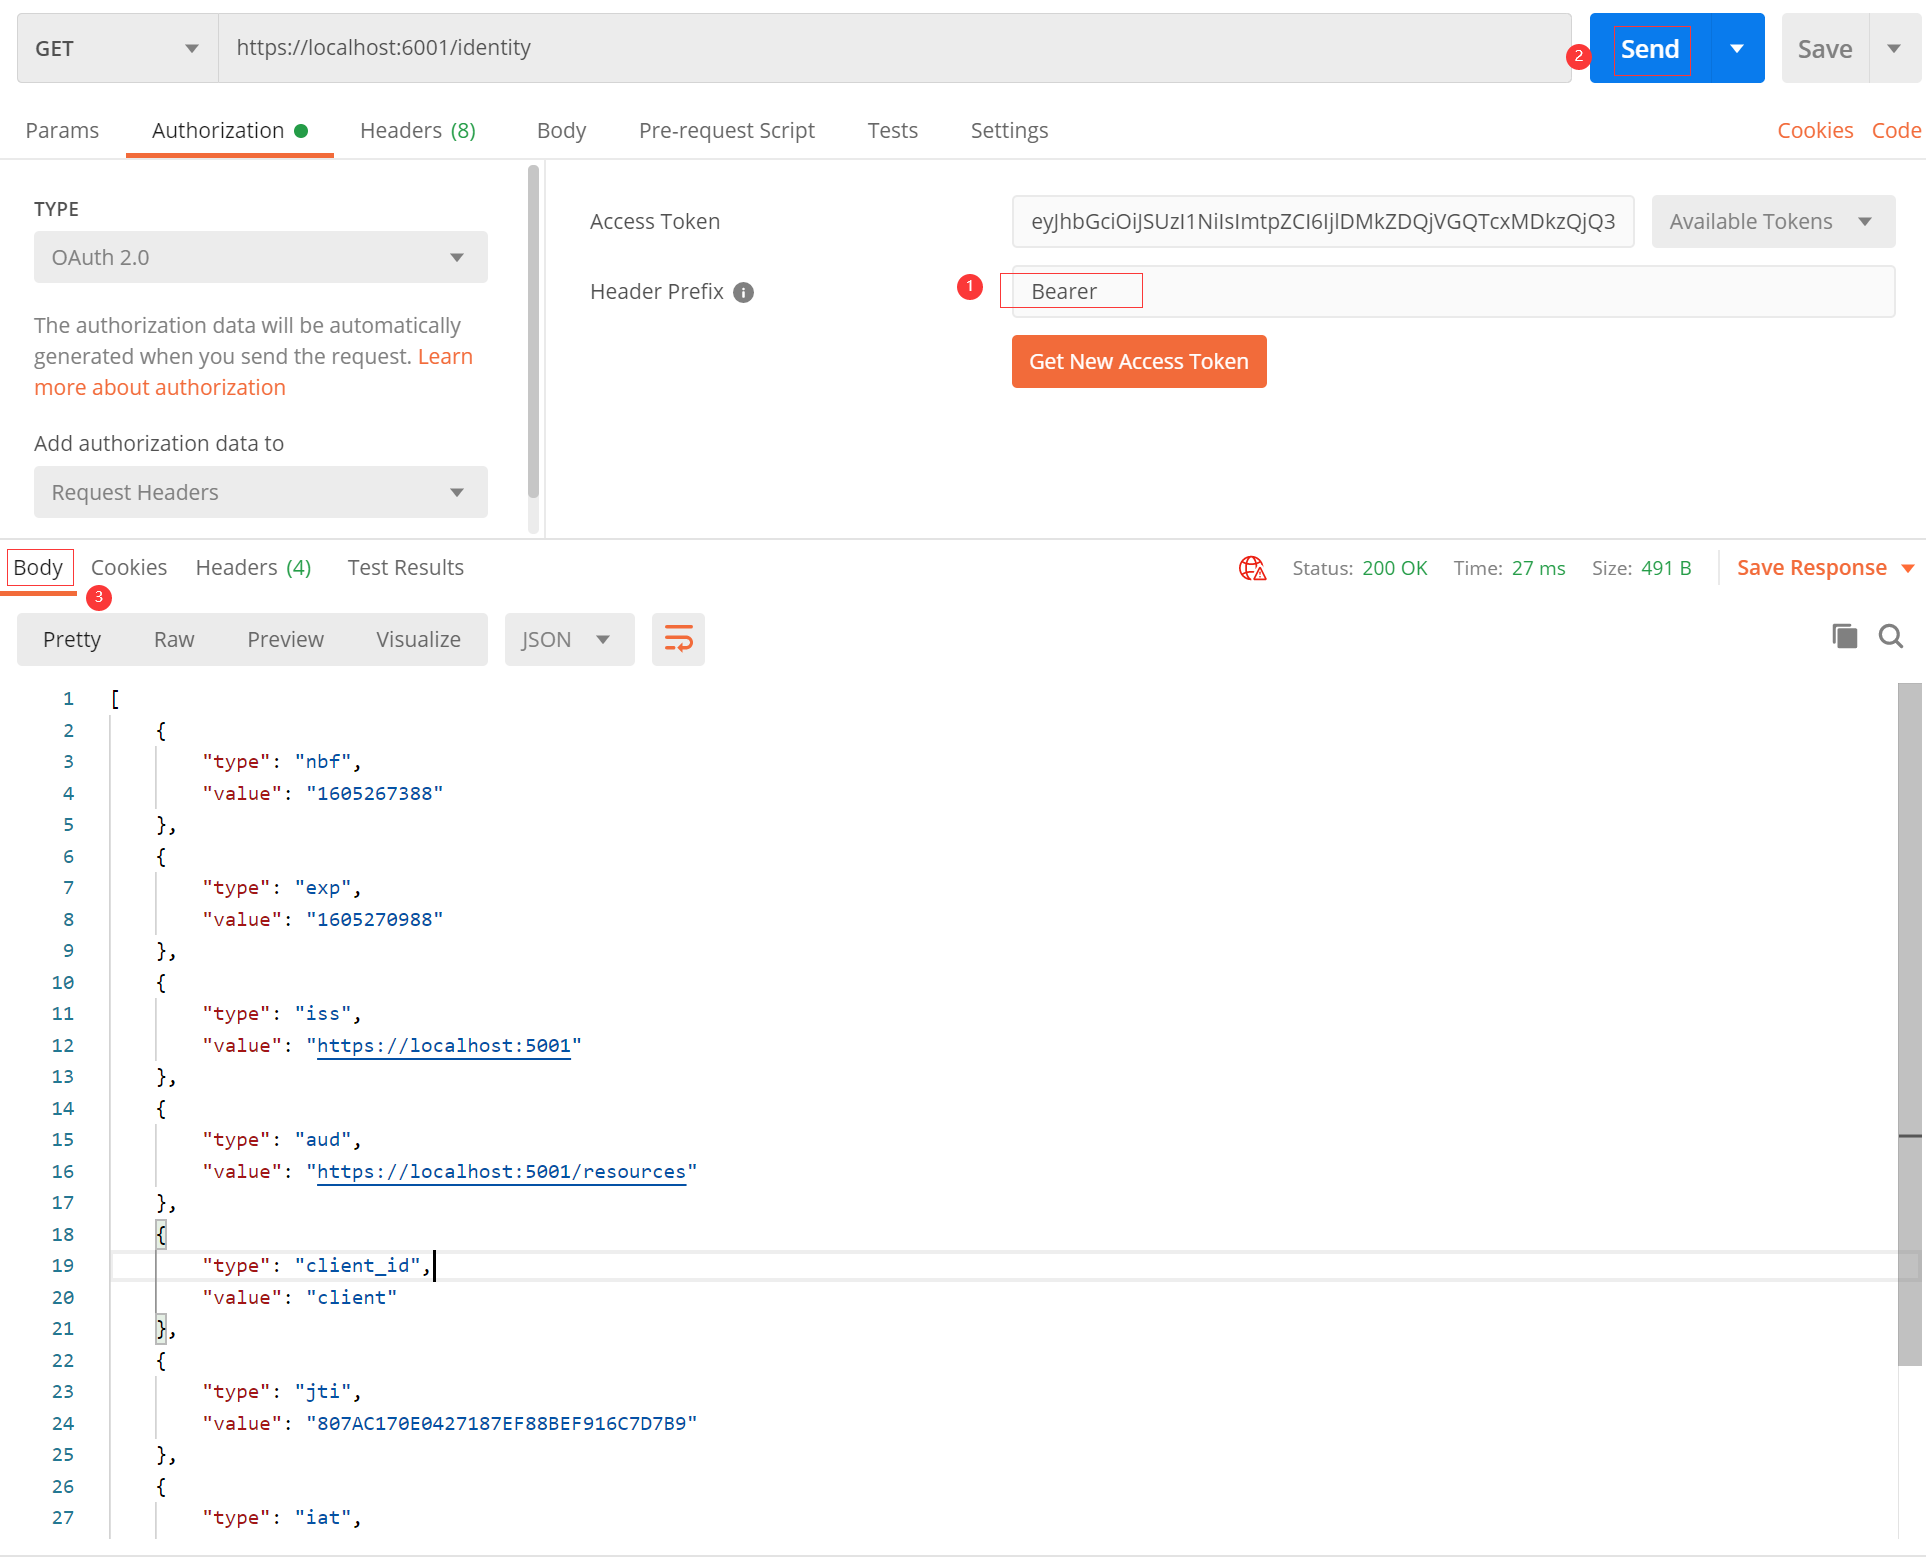 GET https://localhost:6001/identity 2 Send Save
Params Authorization Headers (8) Body Pre-request Script Tests Settings Cookies Code
TYPE
OAuth 2.0
The authorization data will be automatically
generated when you send the request. Learn
more about authorization
Add authorization data to
Request Headers
Access Token eyJhbGciOiJSUzI1NiIsImtpZCI6IjlDMkZDQjVGQTcxMDkzQjQ3 Available Tokens
Header Prefix 1 Bearer
Get New Access Token
Body Cookies Headers (4) Test Results Status: 200 OK Time: 27 ms Size: 491 B Save Response
3
Pretty Raw Preview Visualize JSON
1 [
2 {
3 "type": "nbf",
4 "value": "1605267388"
5 },
6 {
7 "type": "exp",
8 "value": "1605270988"
9 },
10 {
11 "type": "iss",
12 "value": "https://localhost:5001"
13 },
14 {
15 "type": "aud",
16 "value": "https://localhost:5001/resources"
17 },
18 {
19 "type": "client_id",
20 "value": "client"
21 },
22 {
23 "type": "jti",
24 "value": "807AC170E0427187EF88BEF916C7D7B9"
25 },
26 {
27 "type": "iat",